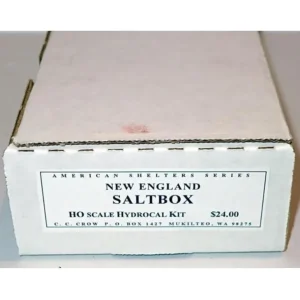 AMERICAN SHELTERS SERIES
NEW ENGLAND
SALTBOX
HO SCALE HYDROCAL KIT $24.00
C. C. CROW P. O. BOX 1427 MUKILTEO, WA 98275